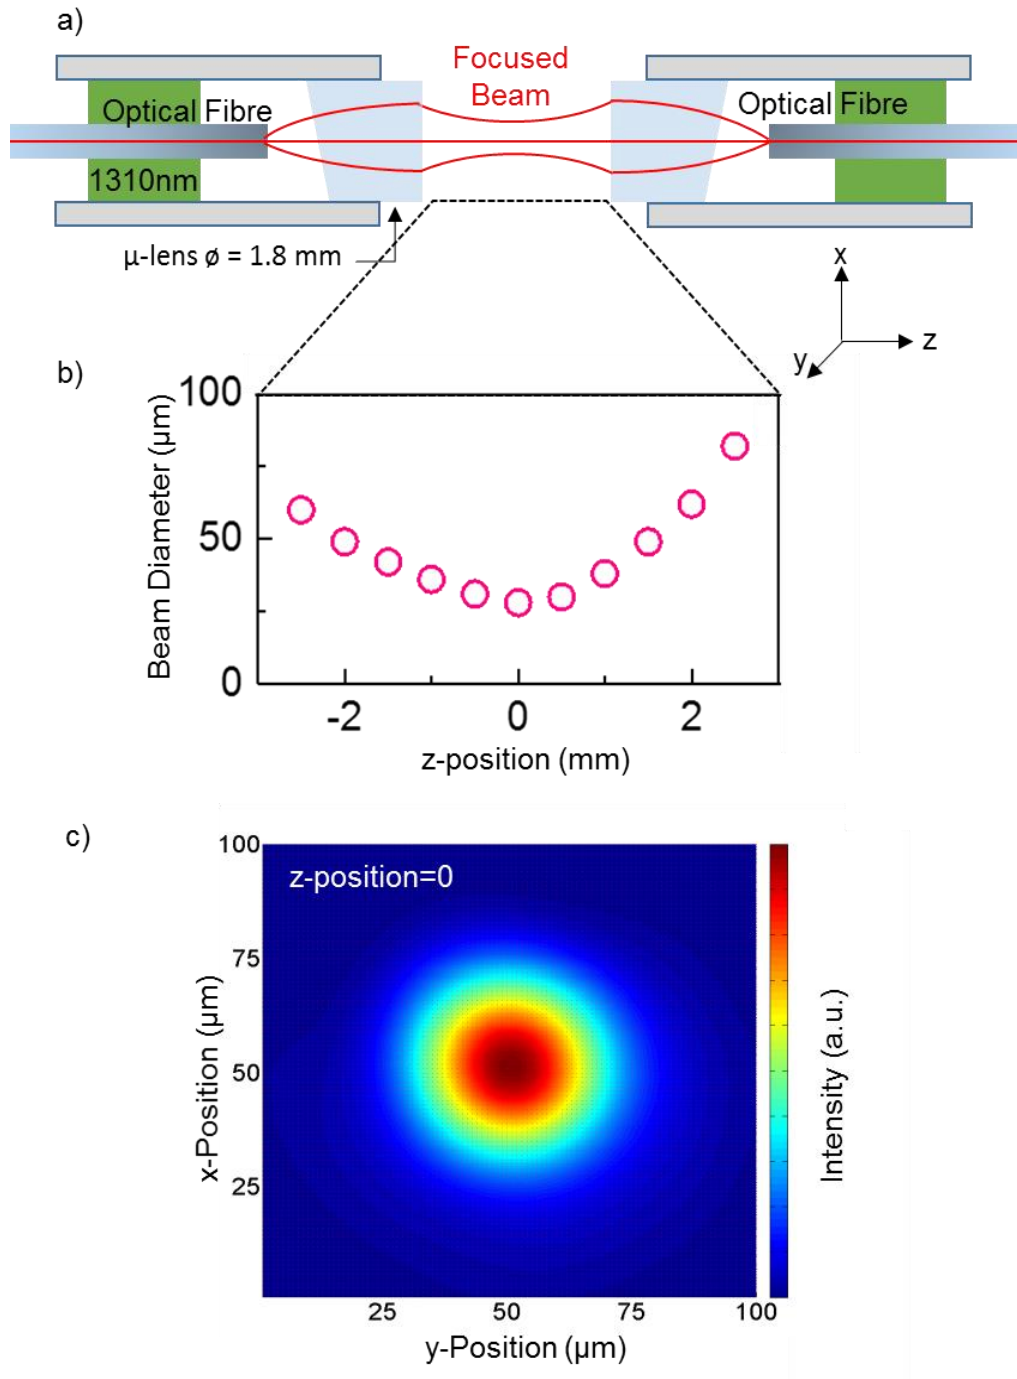 a)
Focused
Beam
Optical Fibre
Optical Fibre
1310nm
μ-lens ø = 1.8 mm
x
y
z
b)
100
50
0
Beam Diameter (μm)
-2 0 2
z-position (mm)
c)
100
75
50
25
x-Position (μm)
z-position=0
25 50 75 100
y-Position (μm)
Intensity (a.u.)